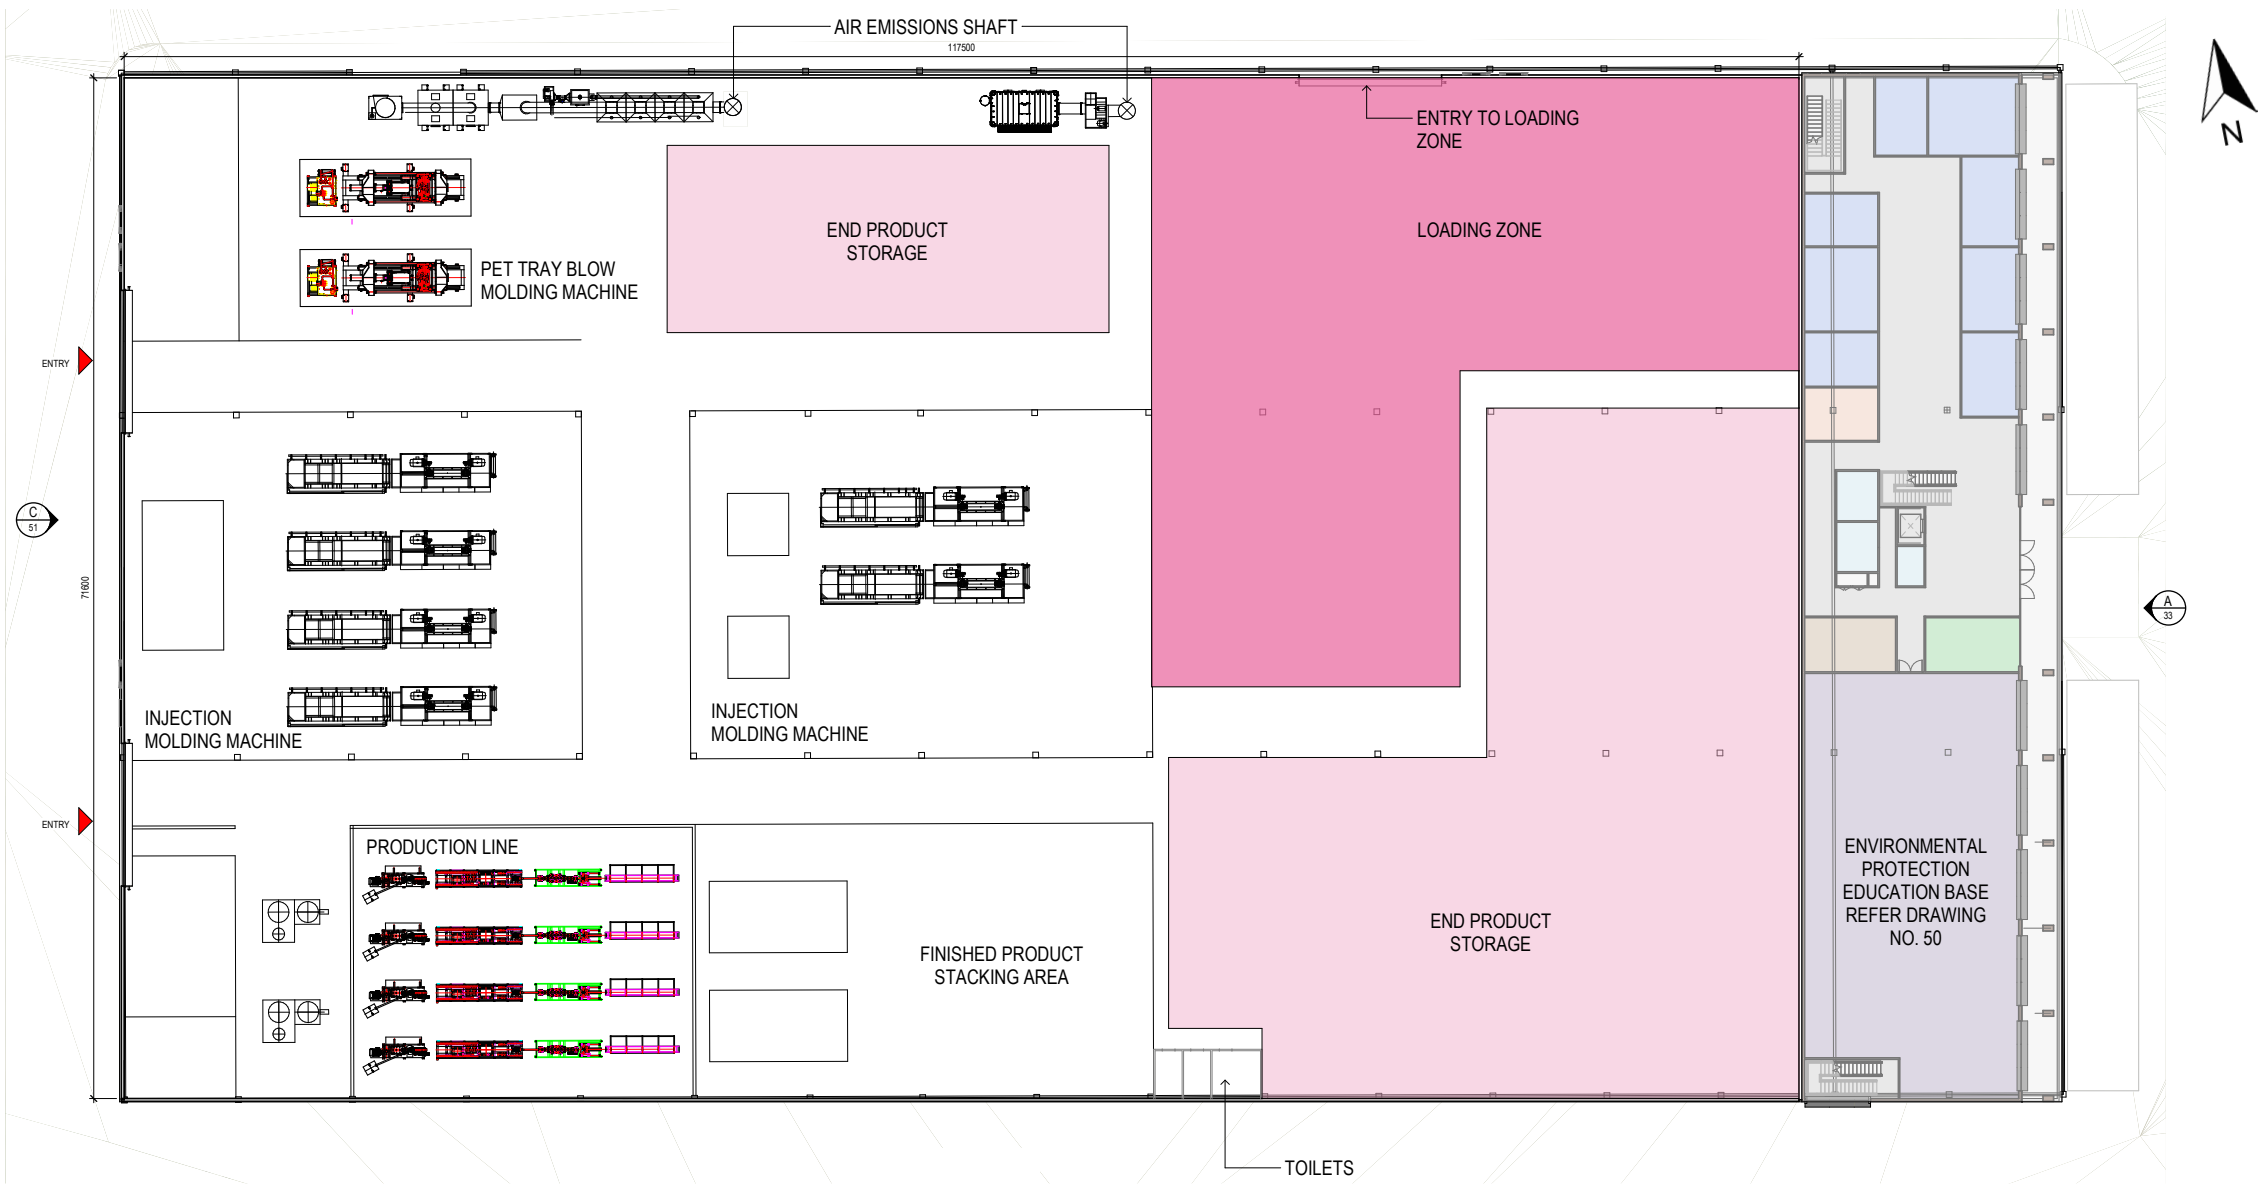 AIR EMISSIONS SHAFT
117500
N
ENTRY TO LOADING
ZONE
END PRODUCT
STORAGE
LOADING ZONE
PET TRAY BLOW
MOLDING MACHINE
ENTRY
C
51
71600
A
33
INJECTION
MOLDING MACHINE
INJECTION
MOLDING MACHINE
ENTRY
PRODUCTION LINE
ENVIRONMENTAL
PROTECTION
EDUCATION BASE
REFER DRAWING
NO. 50
END PRODUCT
STORAGE
FINISHED PRODUCT
STACKING AREA
TOILETS